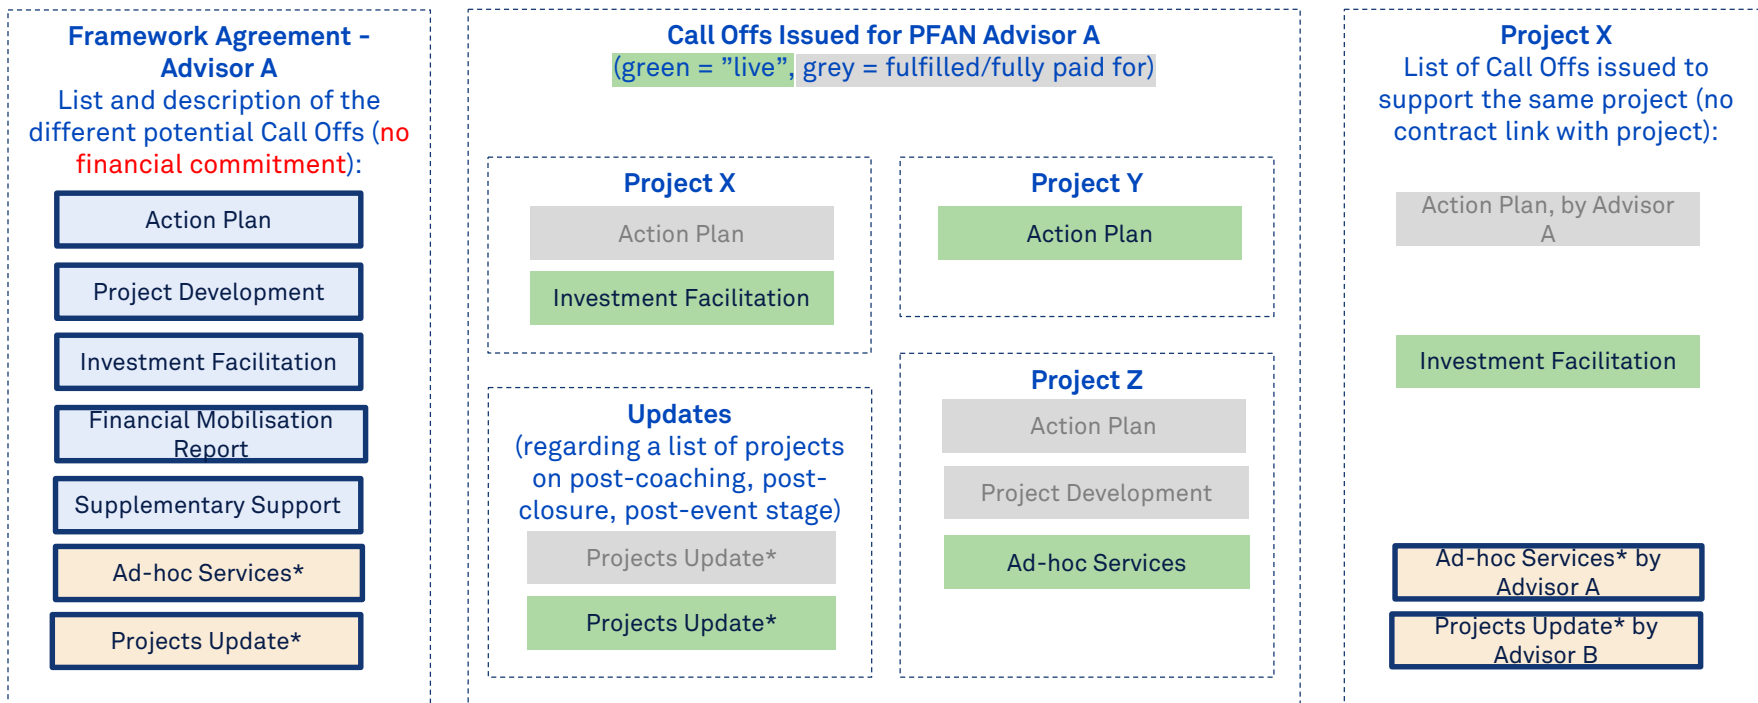 Framework Agreement -
Advisor A
List and description of the
different potential Call Offs (no
financial commitment):
Action Plan
Project Development
Investment Facilitation
Financial Mobilisation
Report
Supplementary Support
Ad-hoc Services*
Projects Update*
Call Offs Issued for PFAN Advisor A
(green = ”live”, grey = fulfilled/fully paid for)
Project X
Action Plan
Investment Facilitation
Updates
(regarding a list of projects
on post-coaching, post-
closure, post-event stage)
Projects Update*
Projects Update*
Project Y
Action Plan
Project Z
Action Plan
Project Development
Ad-hoc Services
Project X
List of Call Offs issued to
support the same project (no
contract link with project):
Action Plan, by Advisor
A
Investment Facilitation
Ad-hoc Services* by
Advisor A
Projects Update* by
Advisor B